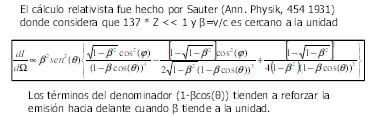 El cálculo relativista fue hecho por Sauter (Ann. Physik, 454 1931)
donde considera que 137 * Z << 1 y β=v/c es cercano a la unidad
dI/dΩ ∝ β² sen²(θ) { √(1-β²) cos²(φ) / (1-β cos(θ))⁴ - (1-√(1-β²)) cos²(φ) / 2√(1-β²) (1-β cos(θ))³ + (1-√(1-β²))² / 4(1-β²)(1-β cos(θ))³ }
Los términos del denominador (1-βcos(θ)) tienden a reforzar la
emisión hacia delante cuando β tiende a la unidad.